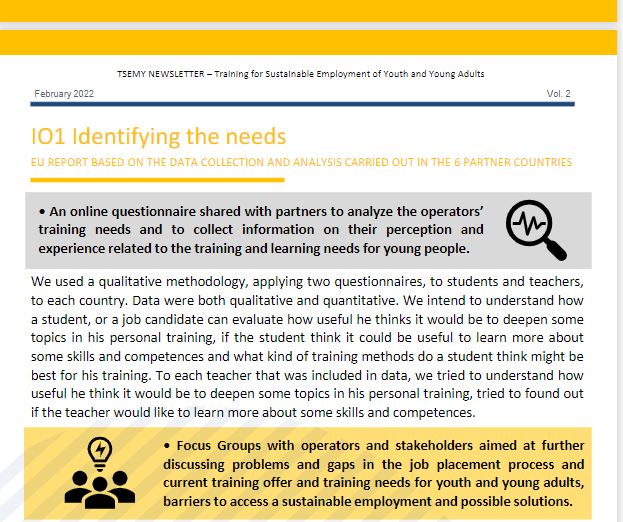 TSEMY NEWSLETTER – Training for Sustainable Employment of Youth and Young Adults
February 2022 Vol. 2
IO1 Identifying the needs
EU REPORT BASED ON THE DATA COLLECTION AND ANALYSIS CARRIED OUT IN THE 6 PARTNER COUNTRIES
• An online questionnaire shared with partners to analyze the operators’
training needs and to collect information on their perception and
experience related to the training and learning needs for young people.
We used a qualitative methodology, applying two questionnaires, to students and teachers,
to each country. Data were both qualitative and quantitative. We intend to understand how
a student, or a job candidate can evaluate how useful he thinks it would be to deepen some
topics in his personal training, if the student think it could be useful to learn more about
some skills and competences and what kind of training methods do a student think might be
best for his training. To each teacher that was included in data, we tried to understand how
useful he think it would be to deepen some topics in his personal training, tried to found out
if the teacher would like to learn more about some skills and competences.
• Focus Groups with operators and stakeholders aimed at further
discussing problems and gaps in the job placement process and
current training offer and training needs for youth and young adults,
barriers to access a sustainable employment and possible solutions.